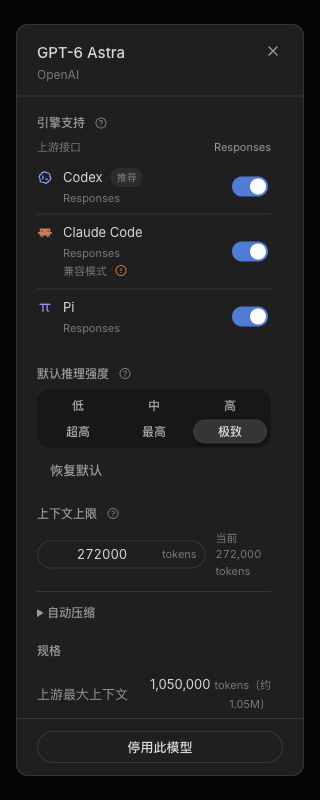 GPT-6 Astra
OpenAI
引擎支持
上游接口 Responses
Codex 推荐
Responses
Claude Code
Responses
兼容模式
Pi
Responses
默认推理强度
低 中 高
超高 最高 极致
恢复默认
上下文上限
272000 tokens
当前
272,000
tokens
自动压缩
规格
上游最大上下文 1,050,000 tokens（约
1.05M）
停用此模型